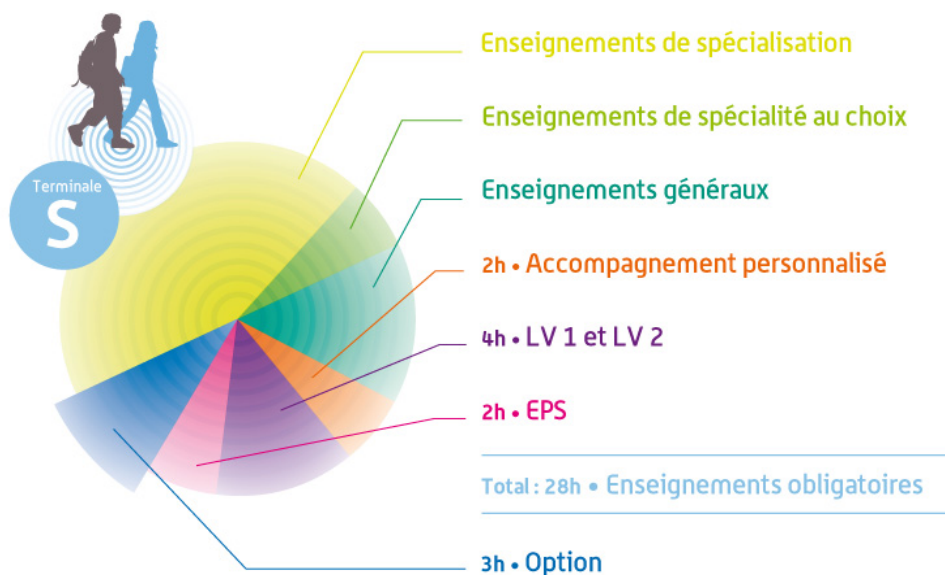 Enseignements de spécialisation
Enseignements de spécialité au choix
Terminale
S
Enseignements généraux
2h • Accompagnement personnalisé
4h • LV 1 et LV 2
2h • EPS
Total : 28h • Enseignements obligatoires
3h • Option